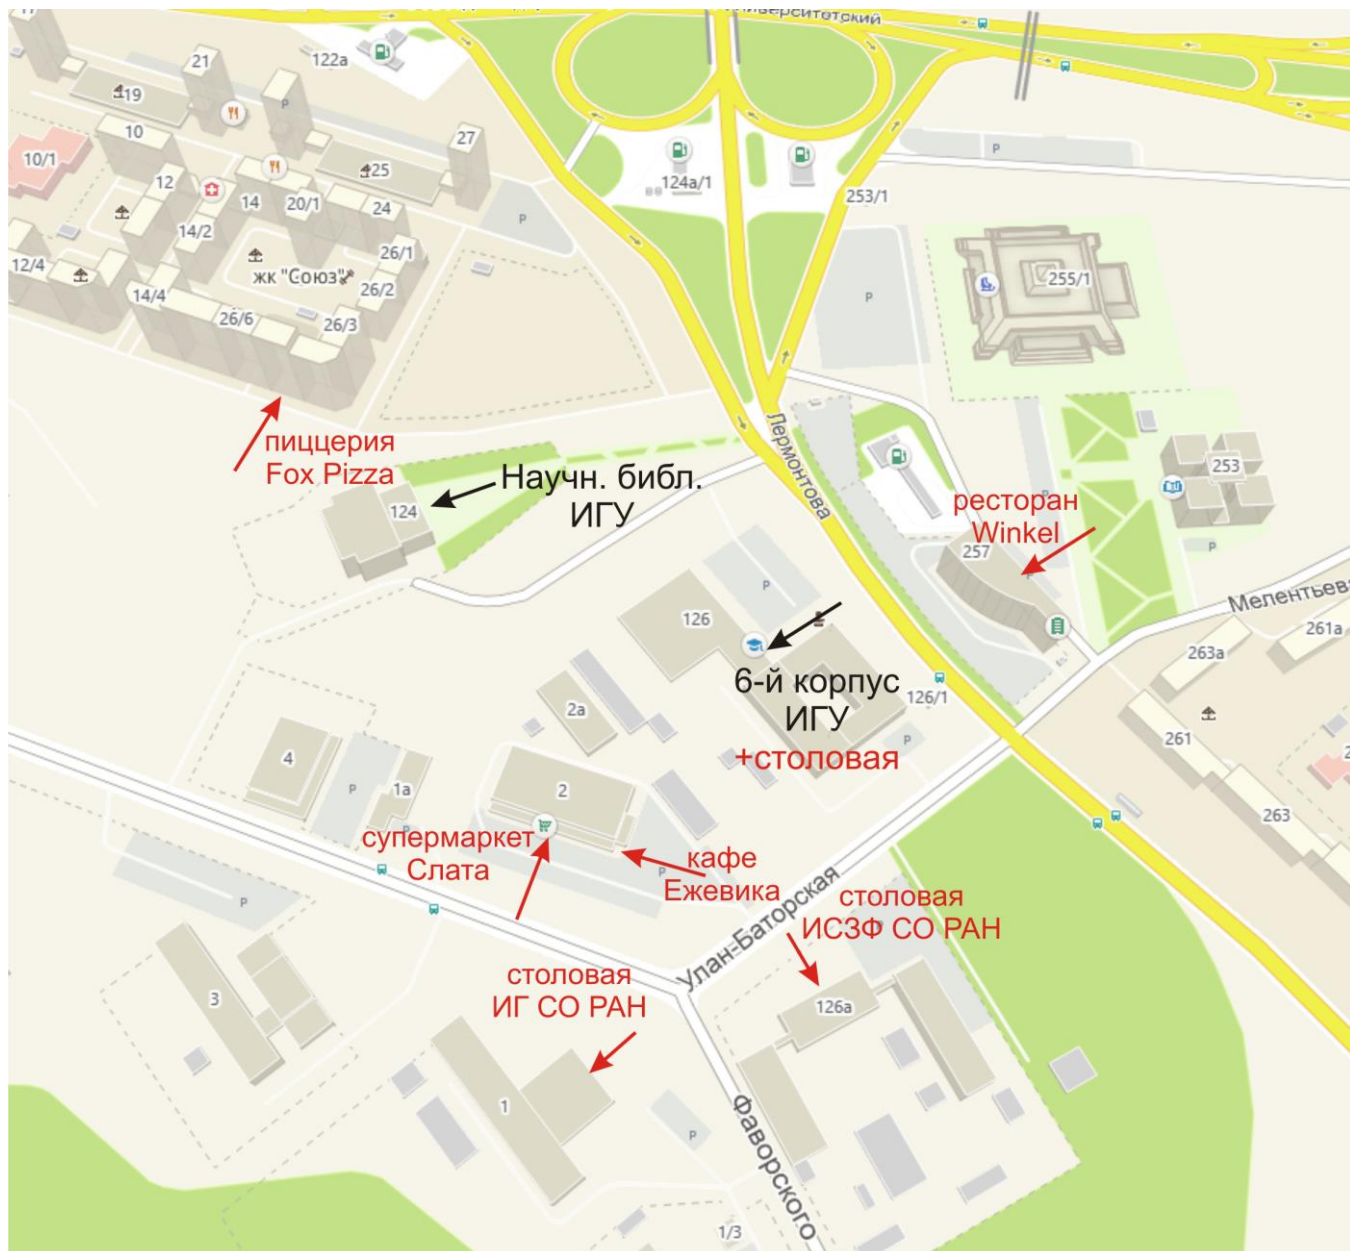 Университетский
17
21
122а
19
10
27
10/1
25
12
14
20/1
24
14/2
26/1
12/4
жк "Союз"
14/4
26/2
26/6
26/3
124а/1
253/1
P
P
P
P
255/1
Лермонтова
пиццерия
Fox Pizza
Научн. библ.
ИГУ
124
253
ресторан
Winkel
257
P
P
P
P
126
Мелентьева
261а
263а
6-й корпус
ИГУ
+столовая
126/1
P
2а
261
263
2
4
1а
P
P
супермаркет
Слата
кафе
Ежевика
P
P
столовая
ИСЗФ СО РАН
P
Улан-Баторская
столовая
ИГ СО РАН
3
126а
1
P
Фаворского
1/3